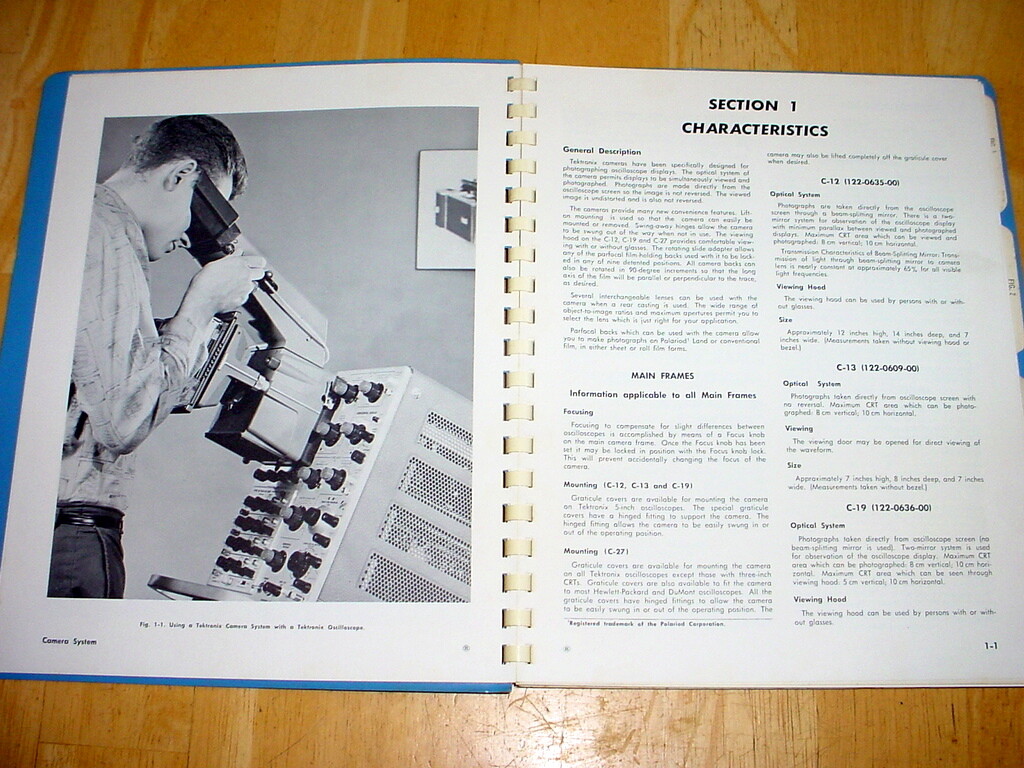 Fig. 1-1. Using a Tektronix Camera System with a Tektronix Oscilloscope.
Camera System
®
SECTION 1
CHARACTERISTICS
General Description
Tektronix cameras have been specifically designed for
photographing oscilloscope displays. The optical system of
the camera permits displays to be simultaneously viewed and
photographed. Photographs are made directly from the
oscilloscope screen so the image is not reversed. The viewed
image is undistorted and is also not reversed.
The cameras provide many new convenience features. Lift-
on mounting is used so that the camera can easily be
mounted or removed. Swing-away hinges allow the camera
to be swung out of the way when not in use. The viewing
hood on the C-12, C-19 and C-27 provides comfortable view-
ing with or without glasses. The rotating slide adapter allows
any of the parfocal film-holding backs used with it to be lock-
ed in any of nine detented positions. All camera backs can
also be rotated in 90-degree increments so that the long
axis of the film will be parallel or perpendicular to the trace,
as desired.
Several interchangeable lenses can be used with the
camera when a rear casting is used. The wide range of
object-to-image ratios and maximum apertures permit you to
select the lens which is just right for your application.
Parfocal backs which can be used with the camera allow
you to make photographs on Polariod¹ Land or conventional
film, in either sheet or roll film forms.
MAIN FRAMES
Information applicable to all Main Frames
Focusing
Focusing to compensate for slight differences between
oscilloscopes is accomplished by means of a Focus knob
on the main camera frame. Once the Focus knob has been
set it may be locked in position with the Focus knob lock.
This will prevent accidentally changing the focus of the
camera.
Mounting (C-12, C-13 and C-19)
Graticule covers are available for mounting the camera
on Tektronix 5-inch oscilloscopes. The special graticule
covers have a hinged fitting to support the camera. The
hinged fitting allows the camera to be easily swung in or
out of the operating position.
Mounting (C-27)
Graticule covers are available for mounting the camera
on all Tektronix oscilloscopes except those with three-inch
CRTs. Graticule covers are also available to fit the camera
to most Hewlett-Packard and DuMont oscilloscopes. All the
graticule covers have hinged fittings to allow the camera to
be easily swung in or out of the operating position. The
¹Registered trademark of the Polariod Corporation.
®
camera may also be lifted completely off the graticule cover
when desired.
C-12 (122-0635-00)
Optical System
Photographs are taken directly from the oscilloscope
screen through a beam-splitting mirror. There is a two-
mirror system for observation of the oscilloscope display
with minimum parallax between viewed and photographed
displays. Maximum CRT area which can be viewed and
photographed: 8 cm vertical; 10 cm horizontal.
Transmission Characteristics of Beam-Splitting Mirror: Trans-
mission of light through beam-splitting mirror to camera
lens is nearly constant at approximately 65%, for all visible
light frequencies.
Viewing Hood
The viewing hood can be used by persons with or with-
out glasses.
Size
Approximately 12 inches high, 14 inches deep, and 7
inches wide. (Measurements taken without viewing hood or
bezel.)
C-13 (122-0609-00)
Optical System
Photographs taken directly from oscilloscope screen with
no reversal. Maximum CRT area which can be photo-
graphed: 8 cm vertical; 10 cm horizontal.
Viewing
The viewing door may be opened for direct viewing of
the waveform.
Size
Approximately 7 inches high, 8 inches deep, and 7 inches
wide. (Measurements taken without bezel.)
C-19 (122-0636-00)
Optical System
Photographs taken directly from oscilloscope screen (no
beam-splitting mirror is used). Two-mirror system is used
for observation of the oscilloscope display. Maximum CRT
area which can be photographed: 8 cm vertical; 10 cm hori-
zontal. Maximum CRT area which can be seen through
viewing hood: 5 cm vertical; 10 cm horizontal.
Viewing Hood
The viewing hood can be used by persons with or with-
out glasses.
1-1